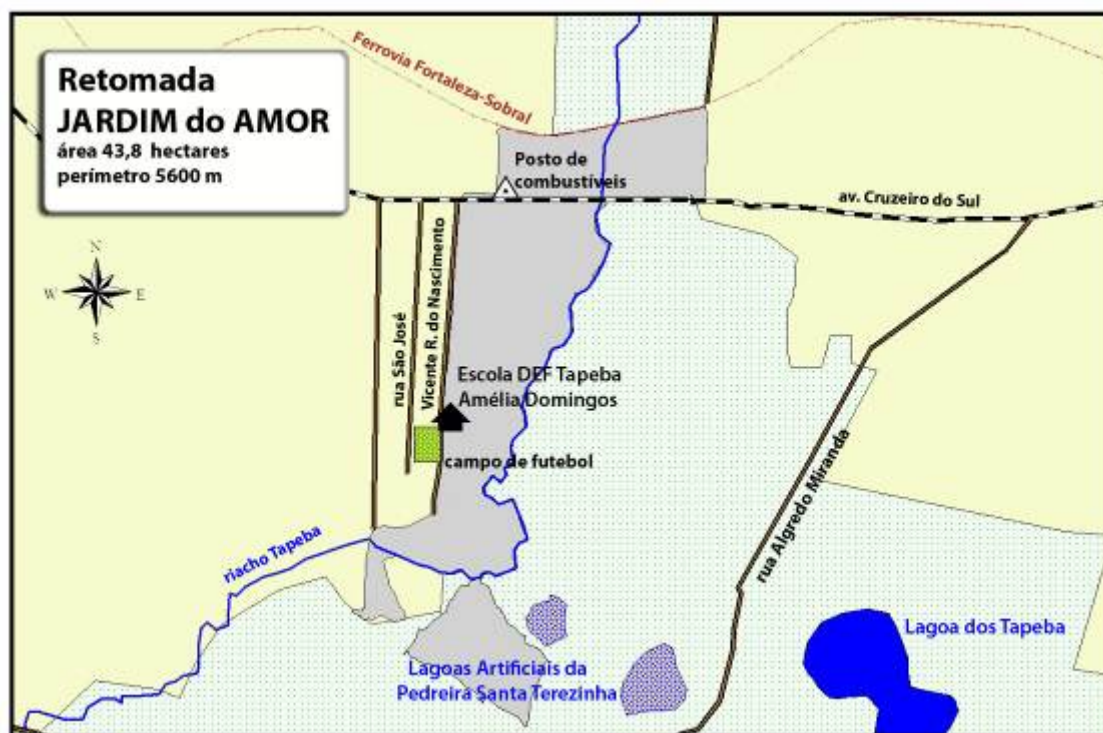 Retomada
JARDIM do AMOR
área 43,8 hectares
perímetro 5600 m
Ferrovia Fortaleza-Sobral
Posto de
combustíveis
av. Cruzeiro do Sul
N
W
E
S
rua São José
Vicente R. do Nascimento
Escola DEF Tapeba
Amélia Domingos
campo de futebol
rua Algredo Miranda
riacho Tapeba
Lagoa dos Tapeba
Lagoas Artificiais da
Pedreira Santa Terezinha